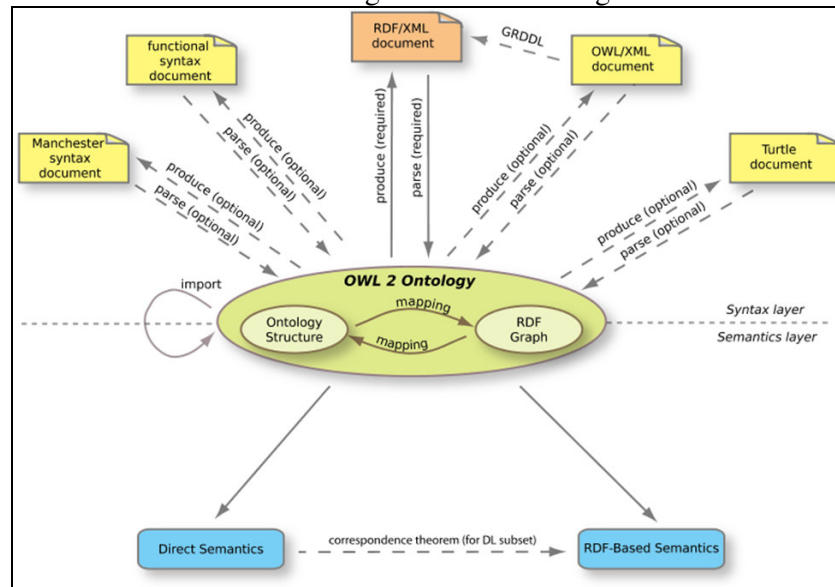 functional
syntax
document
RDF/XML
document
GRDDL
OWL/XML
document
Manchester
syntax
document
Turtle
document
produce (optional)
parse (optional)
produce (optional)
parse (optional)
produce (required)
parse (required)
produce (optional)
parse (optional)
produce (optional)
parse (optional)
OWL 2 Ontology
import
mapping
Ontology
Structure
RDF
Graph
mapping
Syntax layer
Semantics layer
Direct Semantics
correspondence theorem (for DL subset)
RDF-Based Semantics